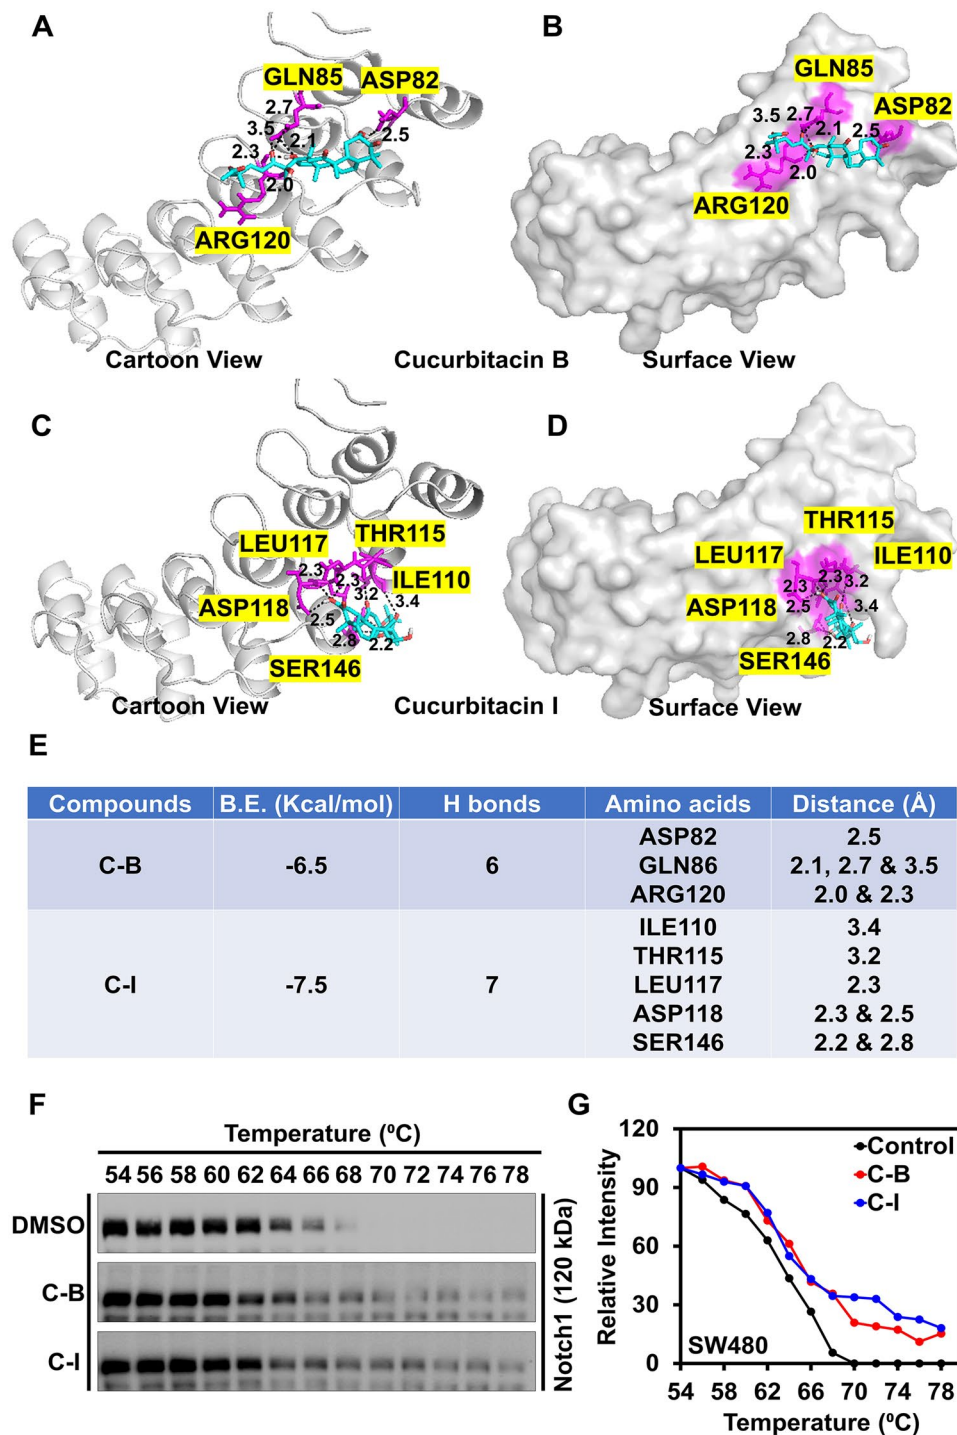 A
GLN85
ASP82
2.7
3.5
2.1
2.5
2.3
2.0
ARG120
Cartoon View
B
GLN85
ASP82
3.5
2.7
2.1
2.5
2.3
2.0
ARG120
Cucurbitacin B
Surface View
C
LEU117
THR115
2.3
2.3
ILE110
3.2
ASP118
3.4
2.5
2.8
2.2
SER146
Cartoon View
D
THR115
LEU117
ILE110
2.3
2.3
3.2
ASP118
2.5
3.4
2.8
2.2
SER146
Cucurbitacin I
Surface View
E
Compounds B.E. (Kcal/mol) H bonds Amino acids Distance (Å)
C-B -6.5 6
ASP82 2.5
GLN86 2.1, 2.7 & 3.5
ARG120 2.0 & 2.3
C-I -7.5 7
ILE110 3.4
THR115 3.2
LEU117 2.3
ASP118 2.3 & 2.5
SER146 2.2 & 2.8
F
Temperature (⁰C)
54 56 58 60 62 64 66 68 70 72 74 76 78
DMSO
C-B
C-I
Notch1 (120 kDa)
G
Relative Intensity
120
90
60
30
0
Control
C-B
C-I
SW480
54 58 62 66 70 74 78
Temperature (⁰C)